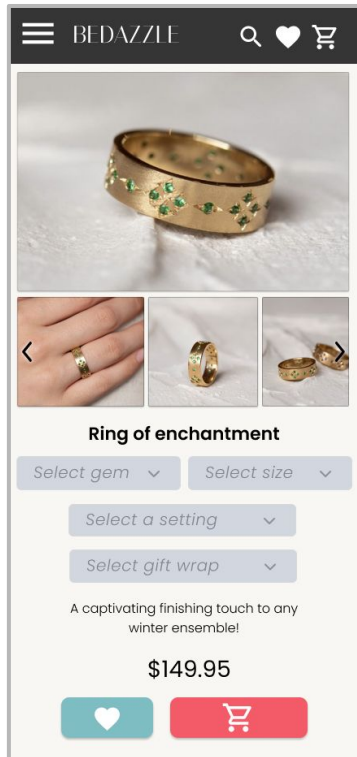 BEDAZZLE
Ring of enchantment
Select gem
Select size
Select a setting
Select gift wrap
A captivating finishing touch to any
winter ensemble!
$149.95